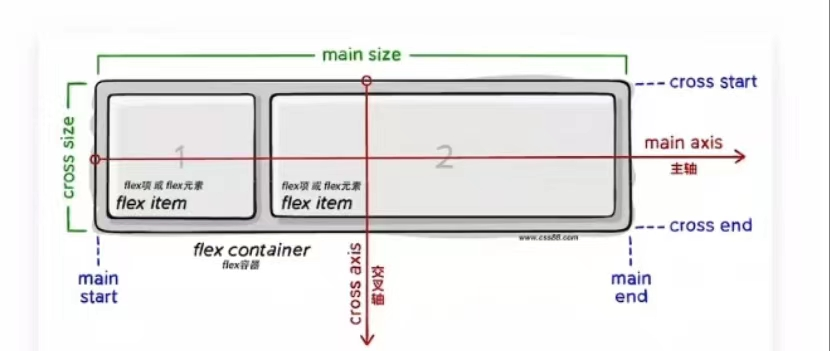 main size
cross start
cross size
1
2
main axis
主轴
flex项 或 flex元素
flex item
flex项 或 flex元素
flex item
cross end
www.css88.com
flex container
flex容器
cross axis
交叉轴
main
start
main
end